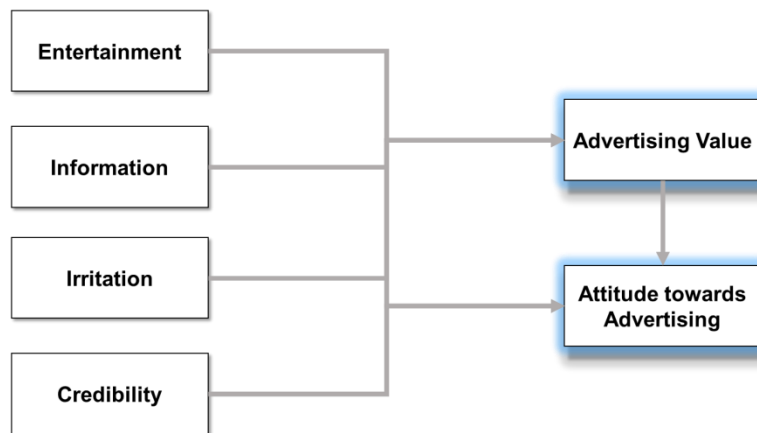 Entertainment
Information
Irritation
Credibility
Advertising Value
Attitude towards
Advertising